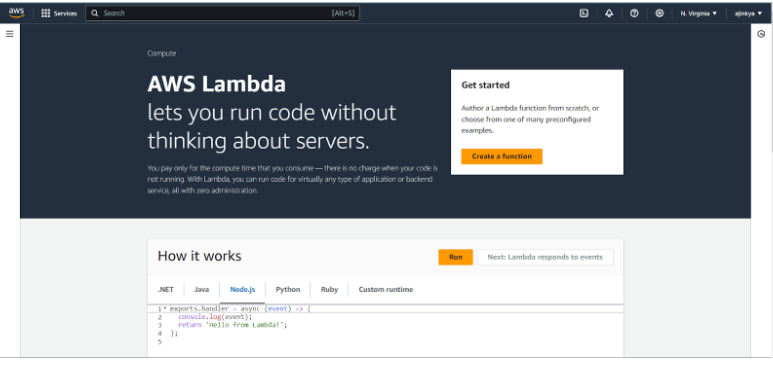 aws
Services
Search
[Alt+S]
N. Virginia ▼
ajinkya ▼
Compute
AWS Lambda
lets you run code without
thinking about servers.
You pay only for the compute time that you consume — there is no charge when your code is
not running. With Lambda, you can run code for virtually any type of application or backend
service, all with zero administration.
Get started
Author a Lambda function from scratch, or
choose from one of many preconfigured
examples.
Create a function
How it works
Run
Next: Lambda responds to events
.NET
Java
Node.js
Python
Ruby
Custom runtime
1 exports.handler = async (event) => {
2 console.log(event);
3 return 'Hello from Lambda!';
4 };
5